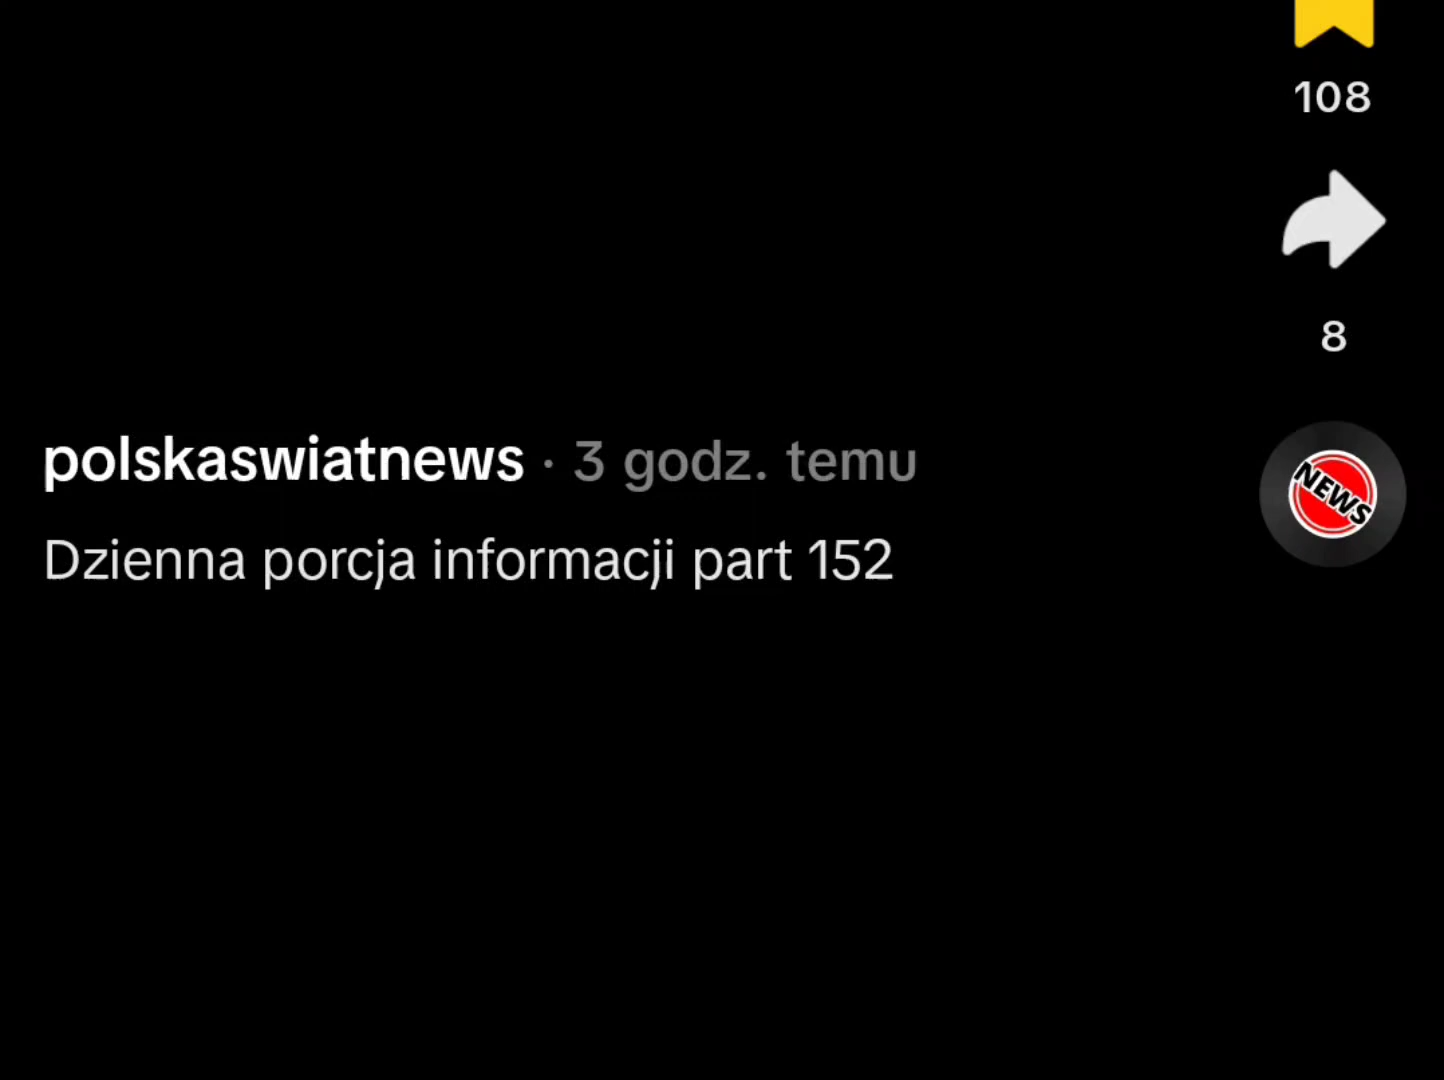 108
8
polskaswiatnews · 3 godz. temu
NEWS
Dzienna porcja informacji part 152